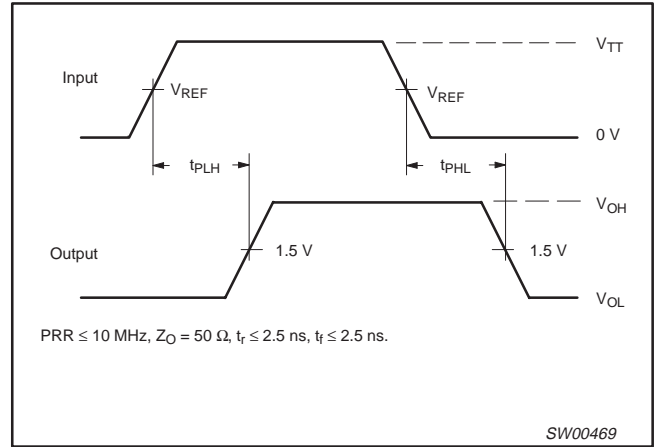 V_TT
Input
V_REF
V_REF
0 V
t_PLH
t_PHL
V_OH
Output
1.5 V
1.5 V
V_OL
PRR ≤ 10 MHz, Z_O = 50 Ω, t_r ≤ 2.5 ns, t_f ≤ 2.5 ns.
SW00469